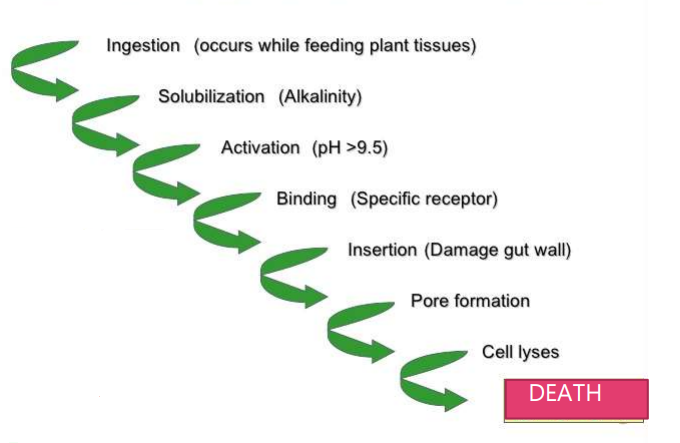 Ingestion (occurs while feeding plant tissues)
Solubilization (Alkalinity)
Activation (pH >9.5)
Binding (Specific receptor)
Insertion (Damage gut wall)
Pore formation
Cell lyses
DEATH